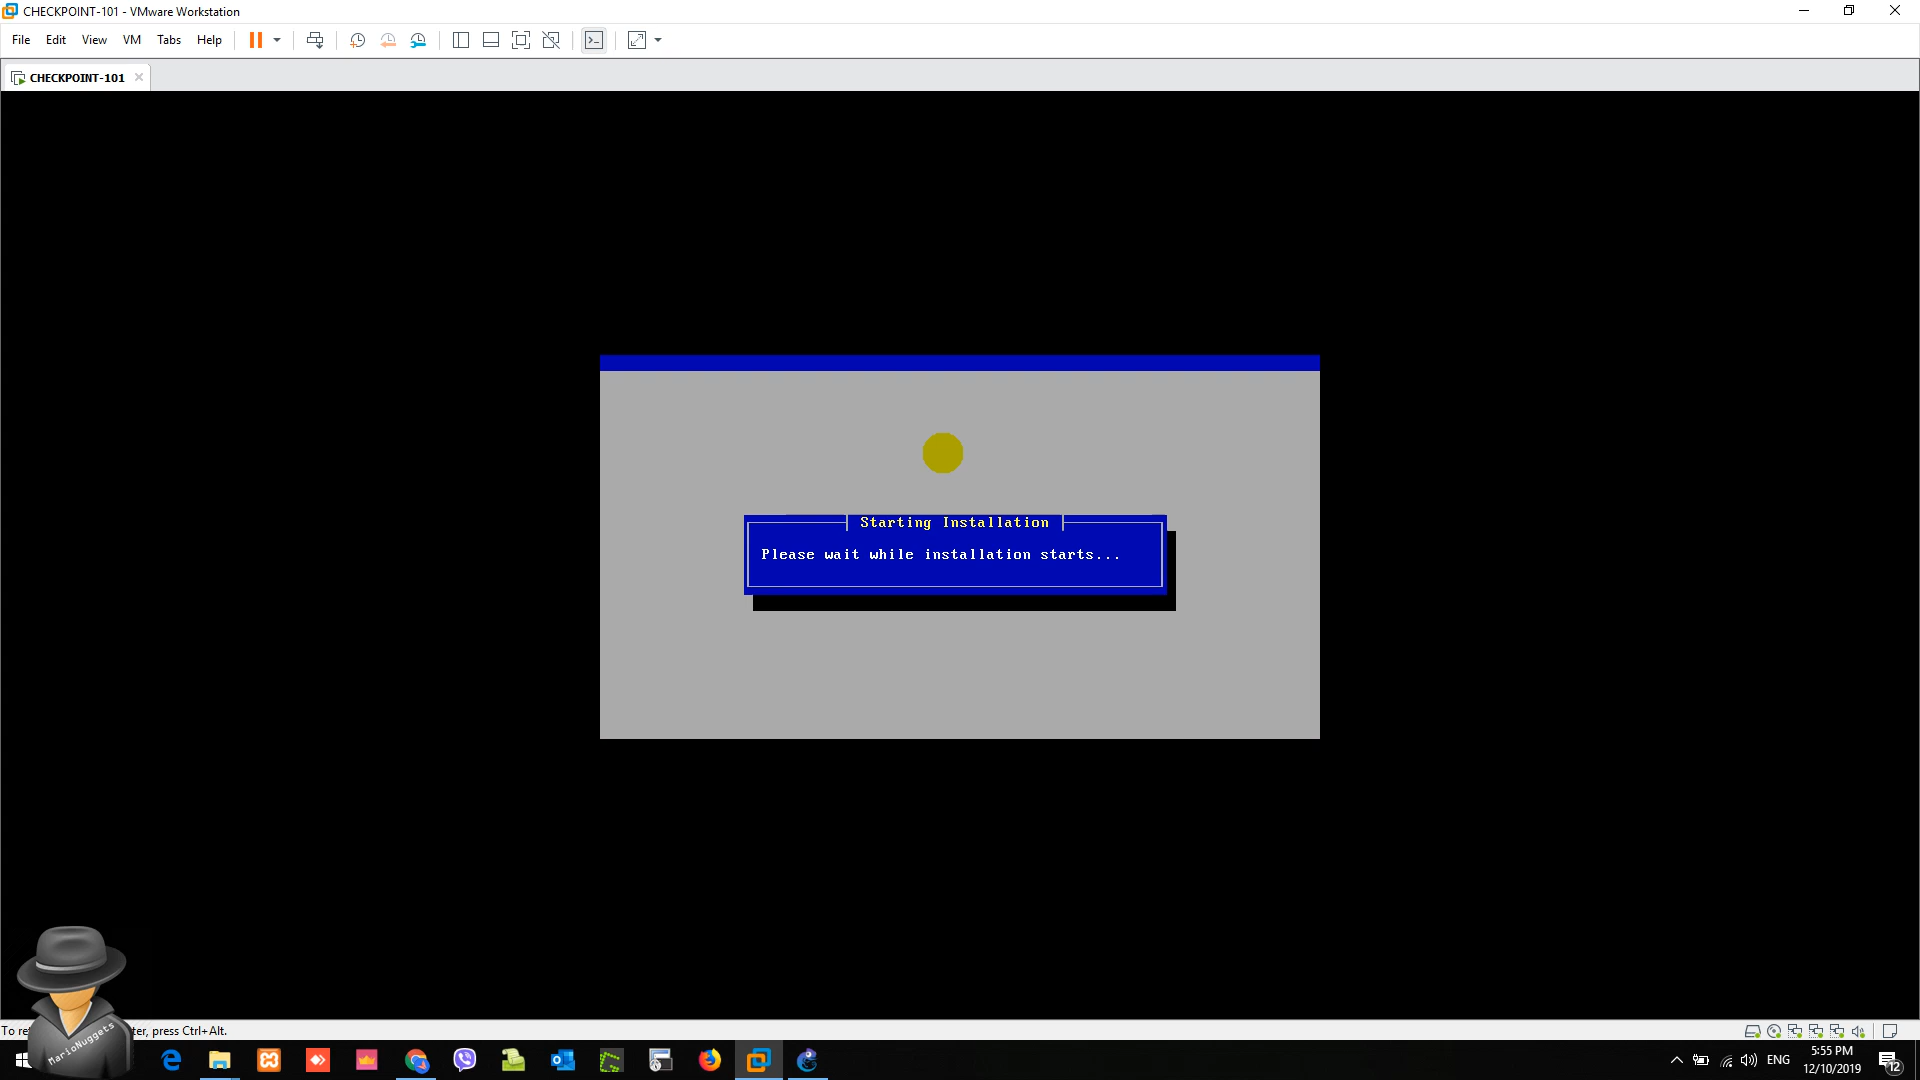 CHECKPOINT-101 - VMware Workstation
File Edit View VM Tabs Help
CHECKPOINT-101
Starting Installation
Please wait while installation starts...
MarioNuggets
To re
ter, press Ctrl+Alt.
ENG
5:55 PM
12/10/2019
12